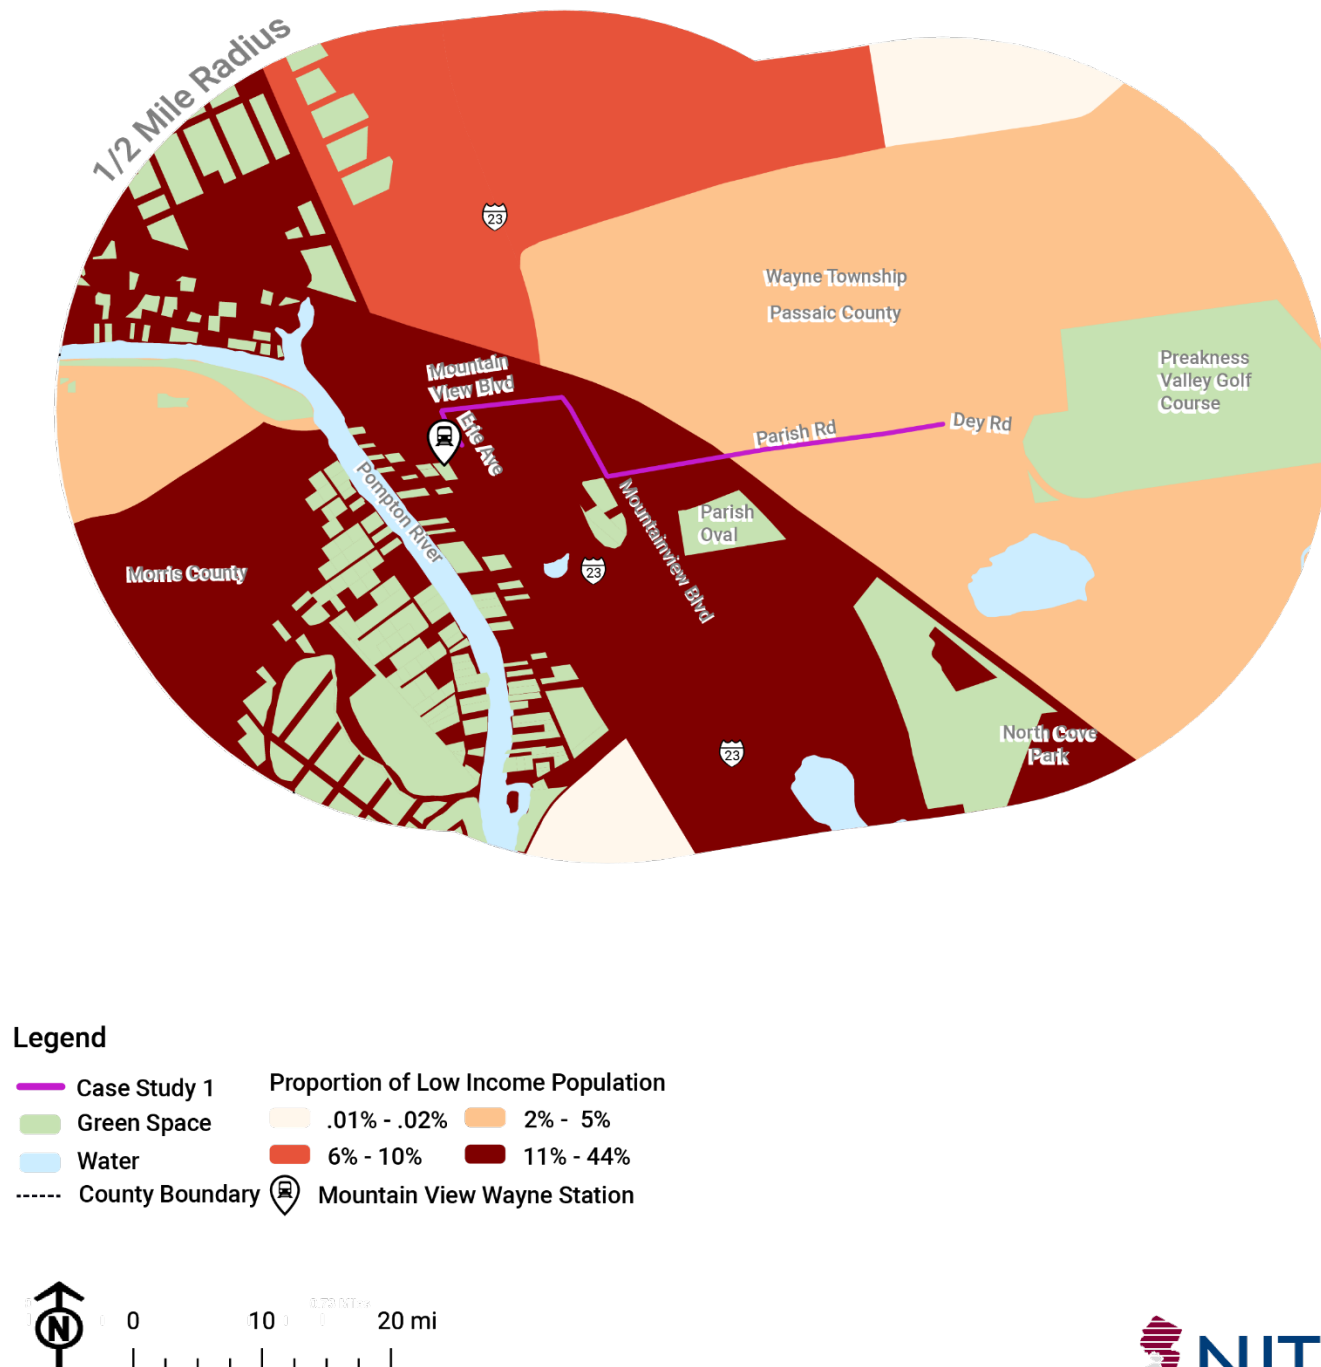 1/2 Mile Radius
23
Wayne Township
Passaic County
Mountain
View Blvd
Preakness
Valley Golf
Course
Erie Ave
Parish Rd
Dey Rd
Pompton River
Mountainview Blvd
Parish
Oval
Morris County
23
North Cove
Park
23
Legend
Case Study 1
Green Space
Water
County Boundary
Proportion of Low Income Population
.01% - .02%
2% - 5%
6% - 10%
11% - 44%
Mountain View Wayne Station
N
0 10 20 mi
NJT